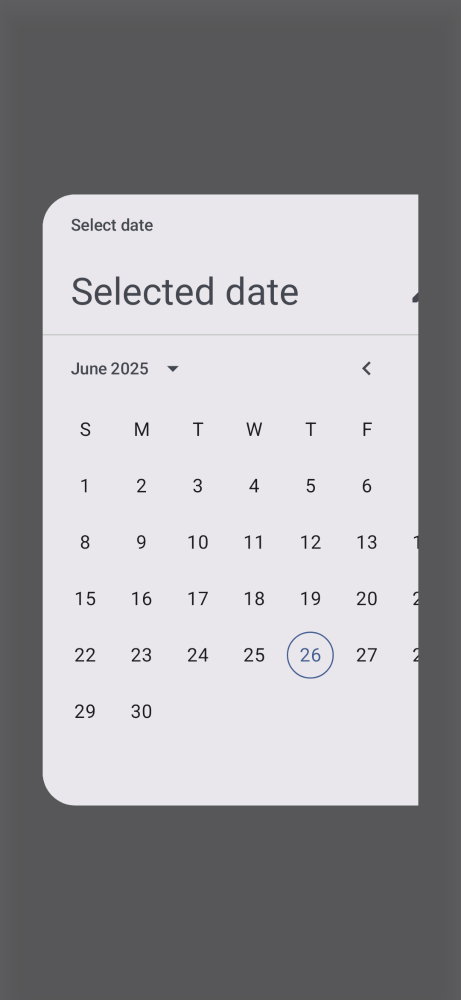 Select date
Selected date
June 2025
S M T W T F
1 2 3 4 5 6
8 9 10 11 12 13
15 16 17 18 19 20
22 23 24 25 26 27
29 30